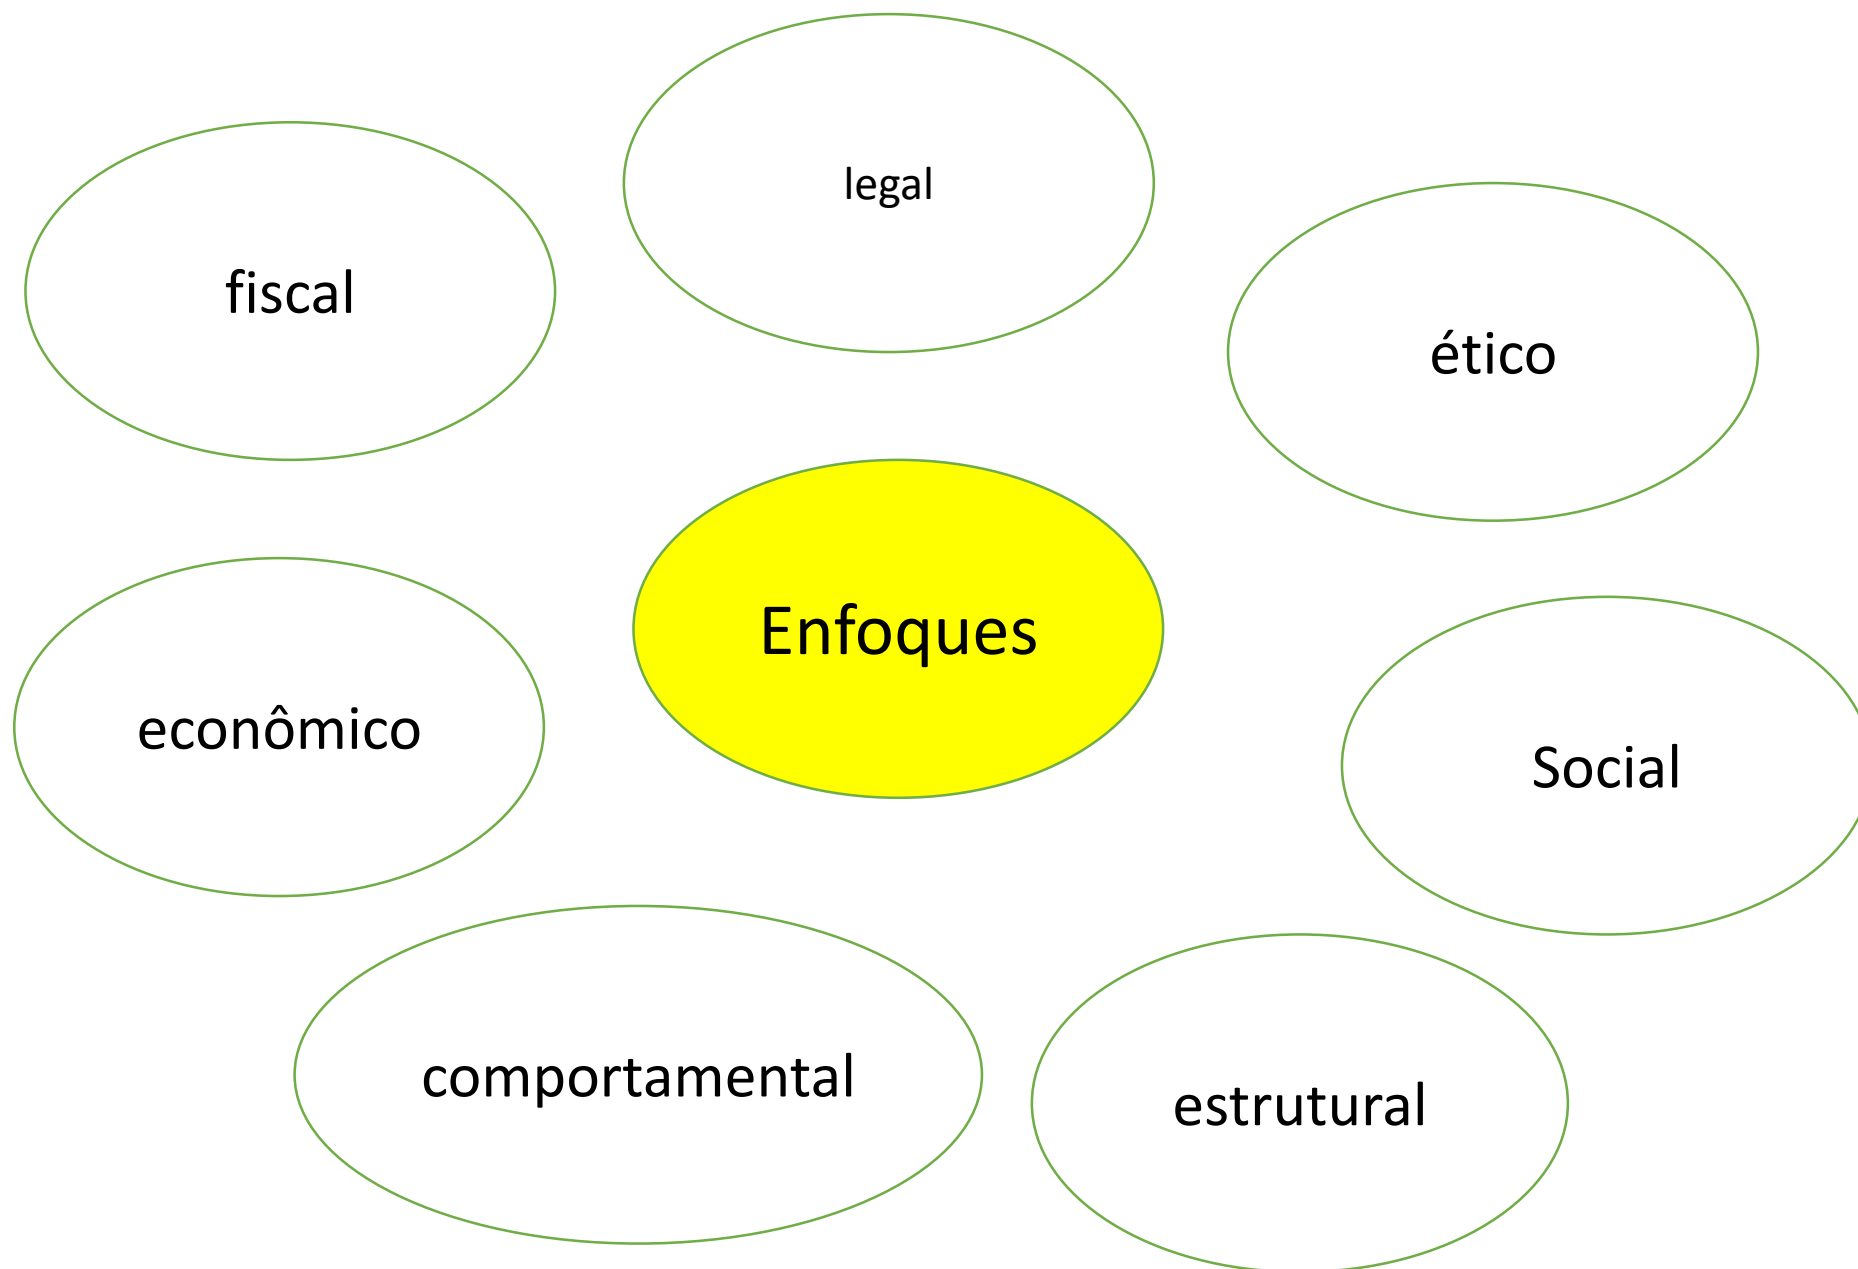 legal
fiscal
ético
Enfoques
econômico
Social
comportamental
estrutural